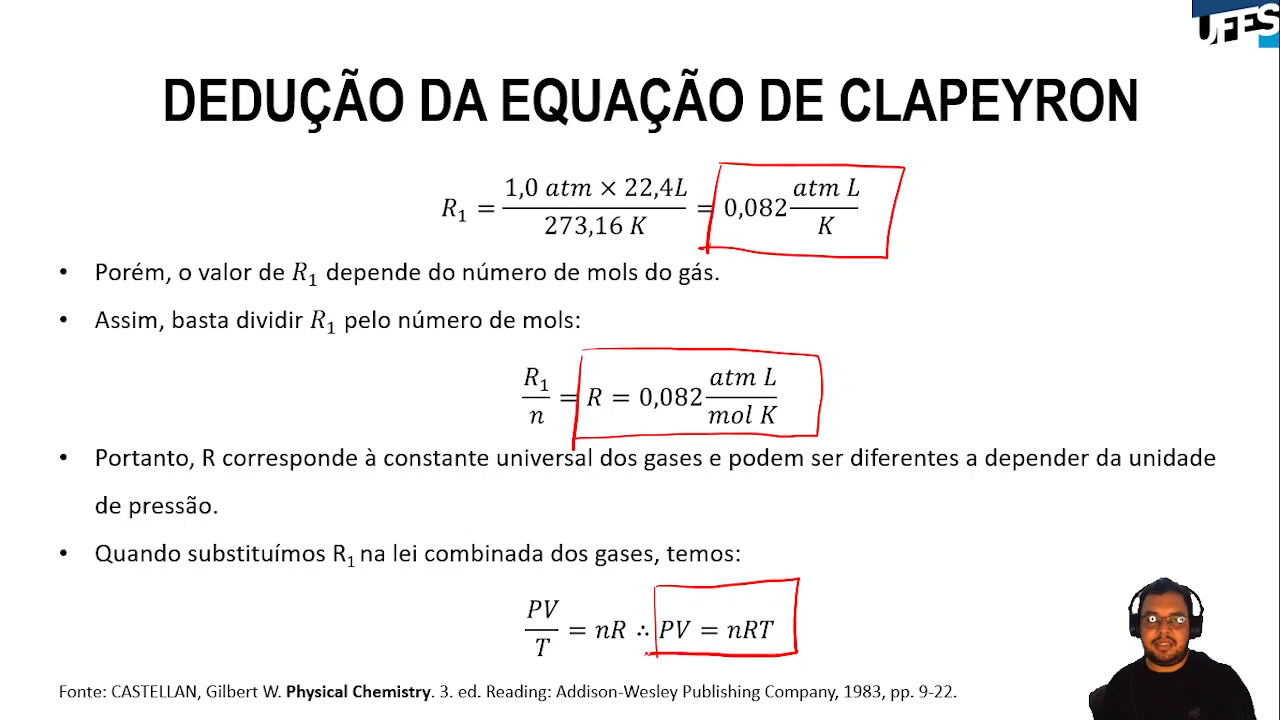 UFES
DEDUÇÃO DA EQUAÇÃO DE CLAPEYRON
R₁ = (1,0 atm × 22,4L)/(273,16 K) = 0,082 (atm L)/K
• Porém, o valor de R₁ depende do número de mols do gás.
• Assim, basta dividir R₁ pelo número de mols:
R₁/n = R = 0,082 (atm L)/(mol K)
• Portanto, R corresponde à constante universal dos gases e podem ser diferentes a depender da unidade
de pressão.
• Quando substituímos R₁ na lei combinada dos gases, temos:
PV/T = nR ∴ PV = nRT
Fonte: CASTELLAN, Gilbert W. Physical Chemistry. 3. ed. Reading: Addison-Wesley Publishing Company, 1983, pp. 9-22.